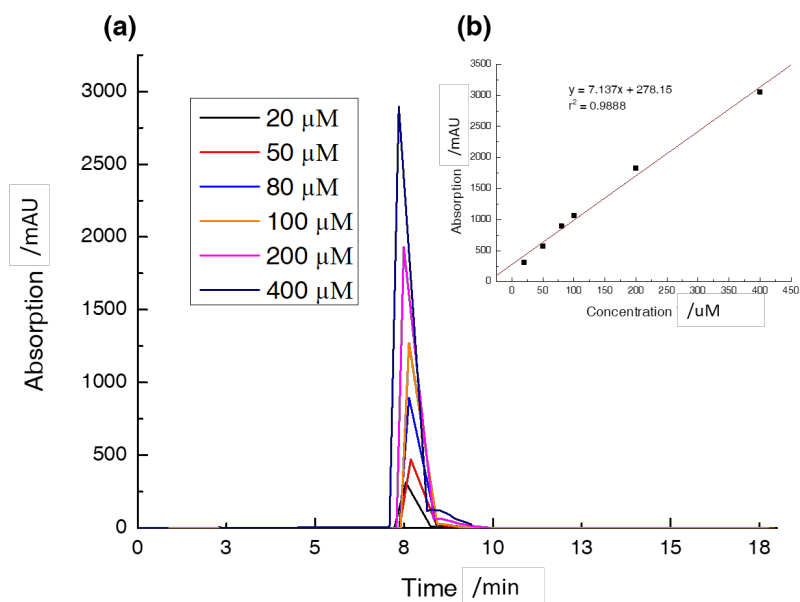 (a)
3000
2500
2000
1500
1000
500
0
Absorption /mAU
20 µM
50 µM
80 µM
100 µM
200 µM
400 µM
0 3 5 8 10 13 15 18
Time /min
(b)
3500
3000
2500
2000
1500
1000
500
0
Absorption /mAU
y = 7.137x + 278.15
r² = 0.9888
0 50 100 150 200 250 300 350 400 450
Concentration /uM